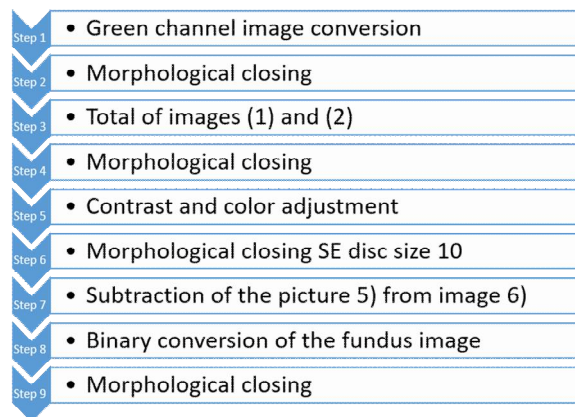 Step 1
• Green channel image conversion
Step 2
• Morphological closing
Step 3
• Total of images (1) and (2)
Step 4
• Morphological closing
Step 5
• Contrast and color adjustment
Step 6
• Morphological closing SE disc size 10
Step 7
• Subtraction of the picture 5) from image 6)
Step 8
• Binary conversion of the fundus image
Step 9
• Morphological closing